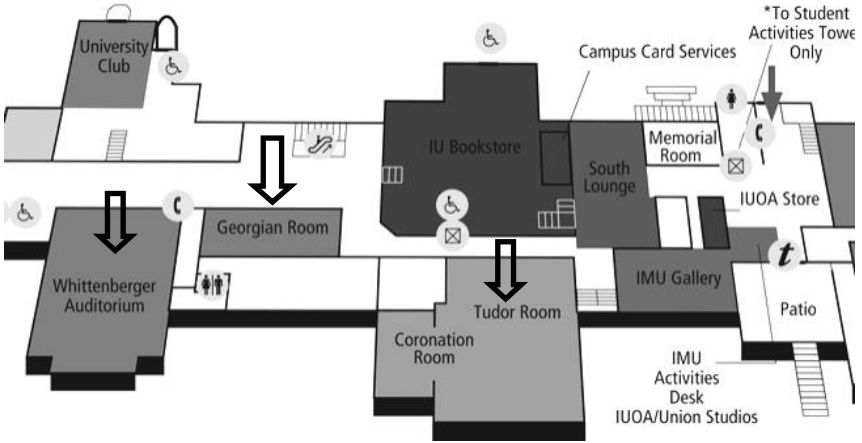 *To Student
Activities Towe
Only
University
Club
Campus Card Services
IU Bookstore
Memorial
Room
South
Lounge
IUOA Store
Georgian Room
t
Whittenberger
Auditorium
IMU Gallery
Tudor Room
Patio
Coronation
Room
IMU
Activities
Desk
IUOA/Union Studios